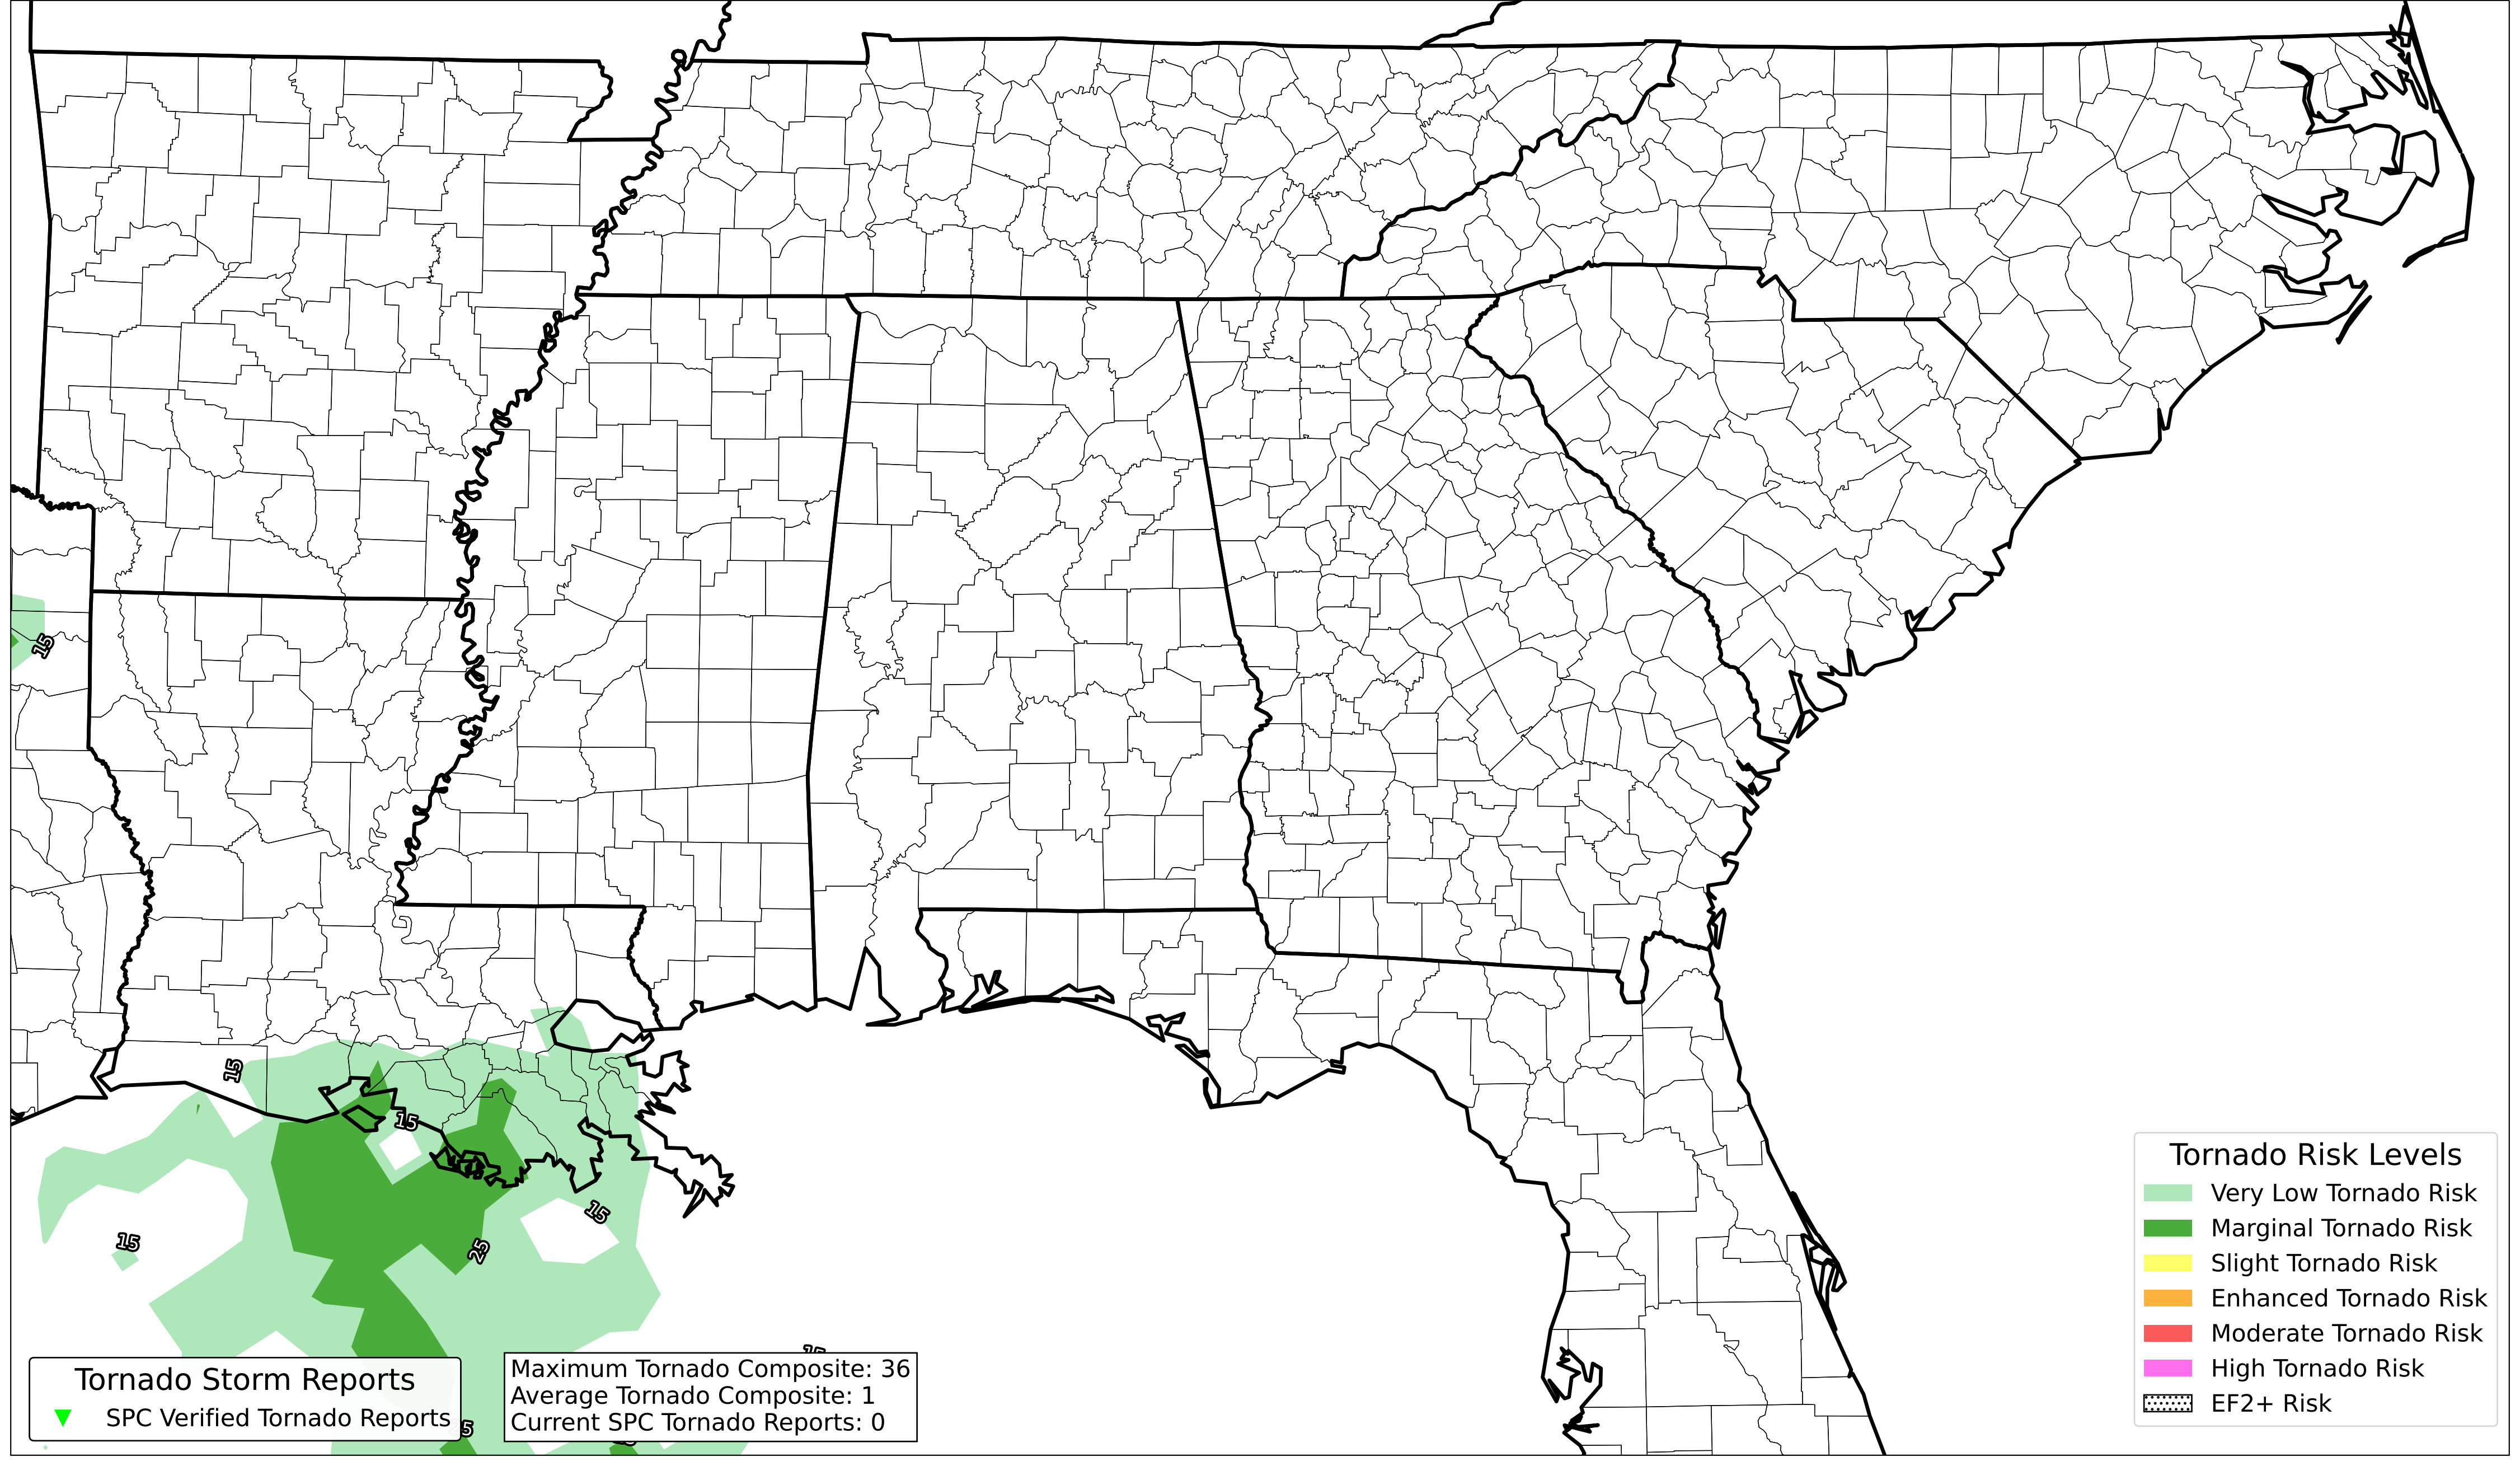 15
15
15
15
15
25
Tornado Risk Levels
Very Low Tornado Risk
Marginal Tornado Risk
Slight Tornado Risk
Enhanced Tornado Risk
Moderate Tornado Risk
High Tornado Risk
EF2+ Risk
Tornado Storm Reports
SPC Verified Tornado Reports
Maximum Tornado Composite: 36
Average Tornado Composite: 1
Current SPC Tornado Reports: 0